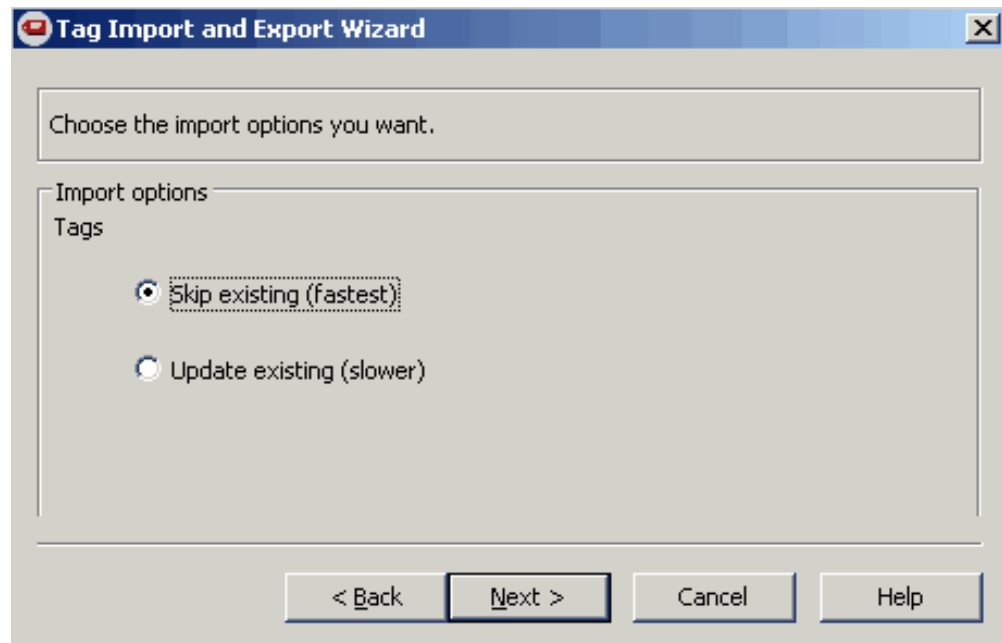 Tag Import and Export Wizard
Choose the import options you want.
Import options
Tags
Skip existing (fastest)
Update existing (slower)
< Back Next > Cancel Help